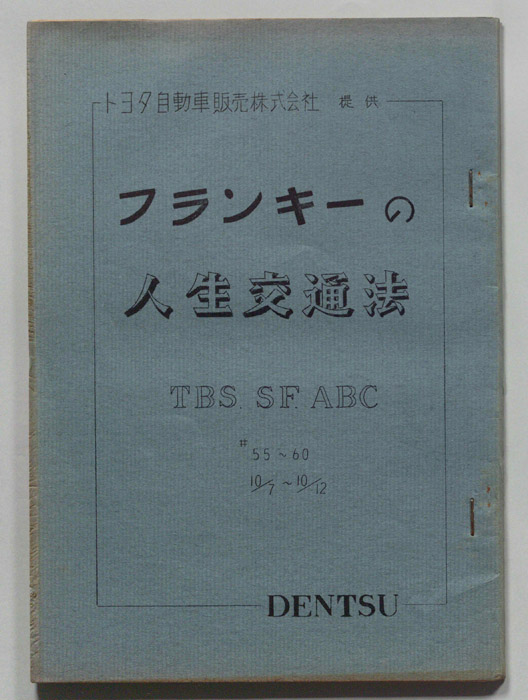 トヨタ自動車販売株式会社 提供
フランキーの
人生交通法
TBS. SF. ABC
# 55~60
10/7~10/12
DENTSU